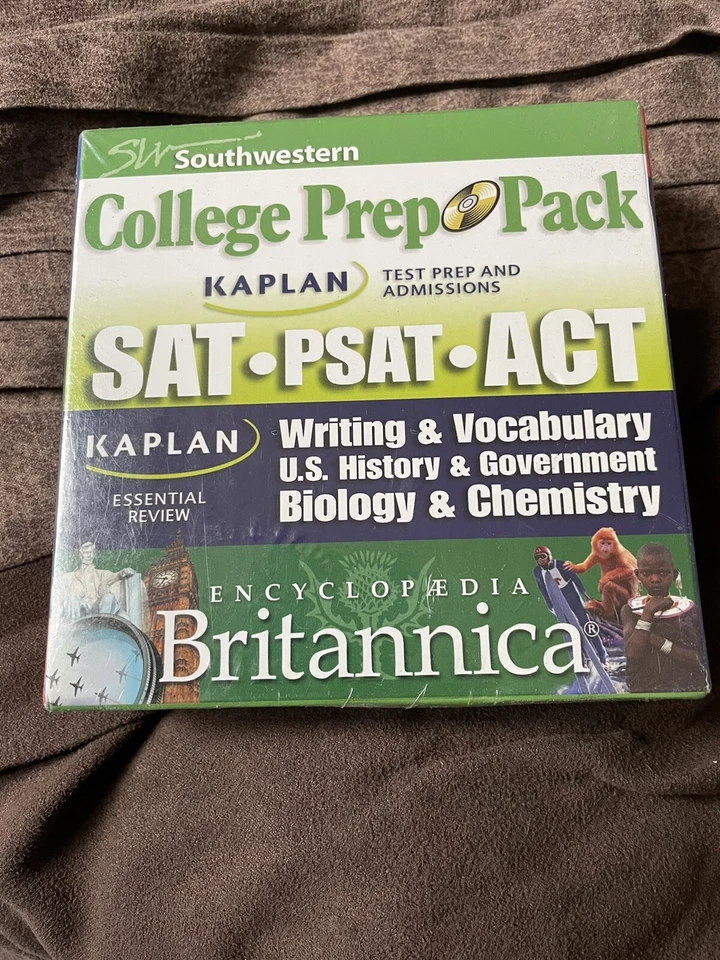 SW Southwestern
College Prep Pack
KAPLAN TEST PREP AND
ADMISSIONS
SAT • PSAT • ACT
KAPLAN
ESSENTIAL
REVIEW
Writing & Vocabulary
U.S. History & Government
Biology & Chemistry
ENCYCLOPÆDIA
Britannica®